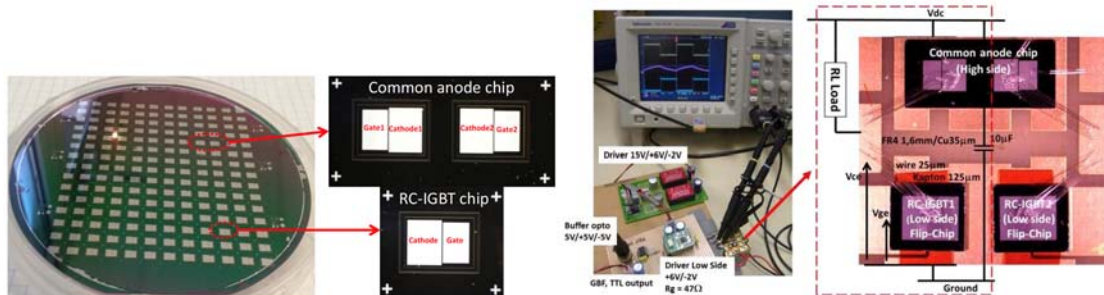 Common anode chip
Gate1
Cathode1
Cathode2
Gate2
RC-IGBT chip
Cathode
Gate
Driver 15V/+6V/-2V
Buffer opto
5V/+5V/-5V
GBF, TTL output
Driver Low Side
+6V/-2V
Rg = 47Ω
Vdc
Common anode chip
(High side)
RL Load
FR4 1,6mm/Cu35µm
10µF
wire 25µm
Kapton 125µm
Vce
Vge
RC-IGBT1
(Low side)
Flip-Chip
RC-IGBT2
(Low side)
Flip-Chip
Ground